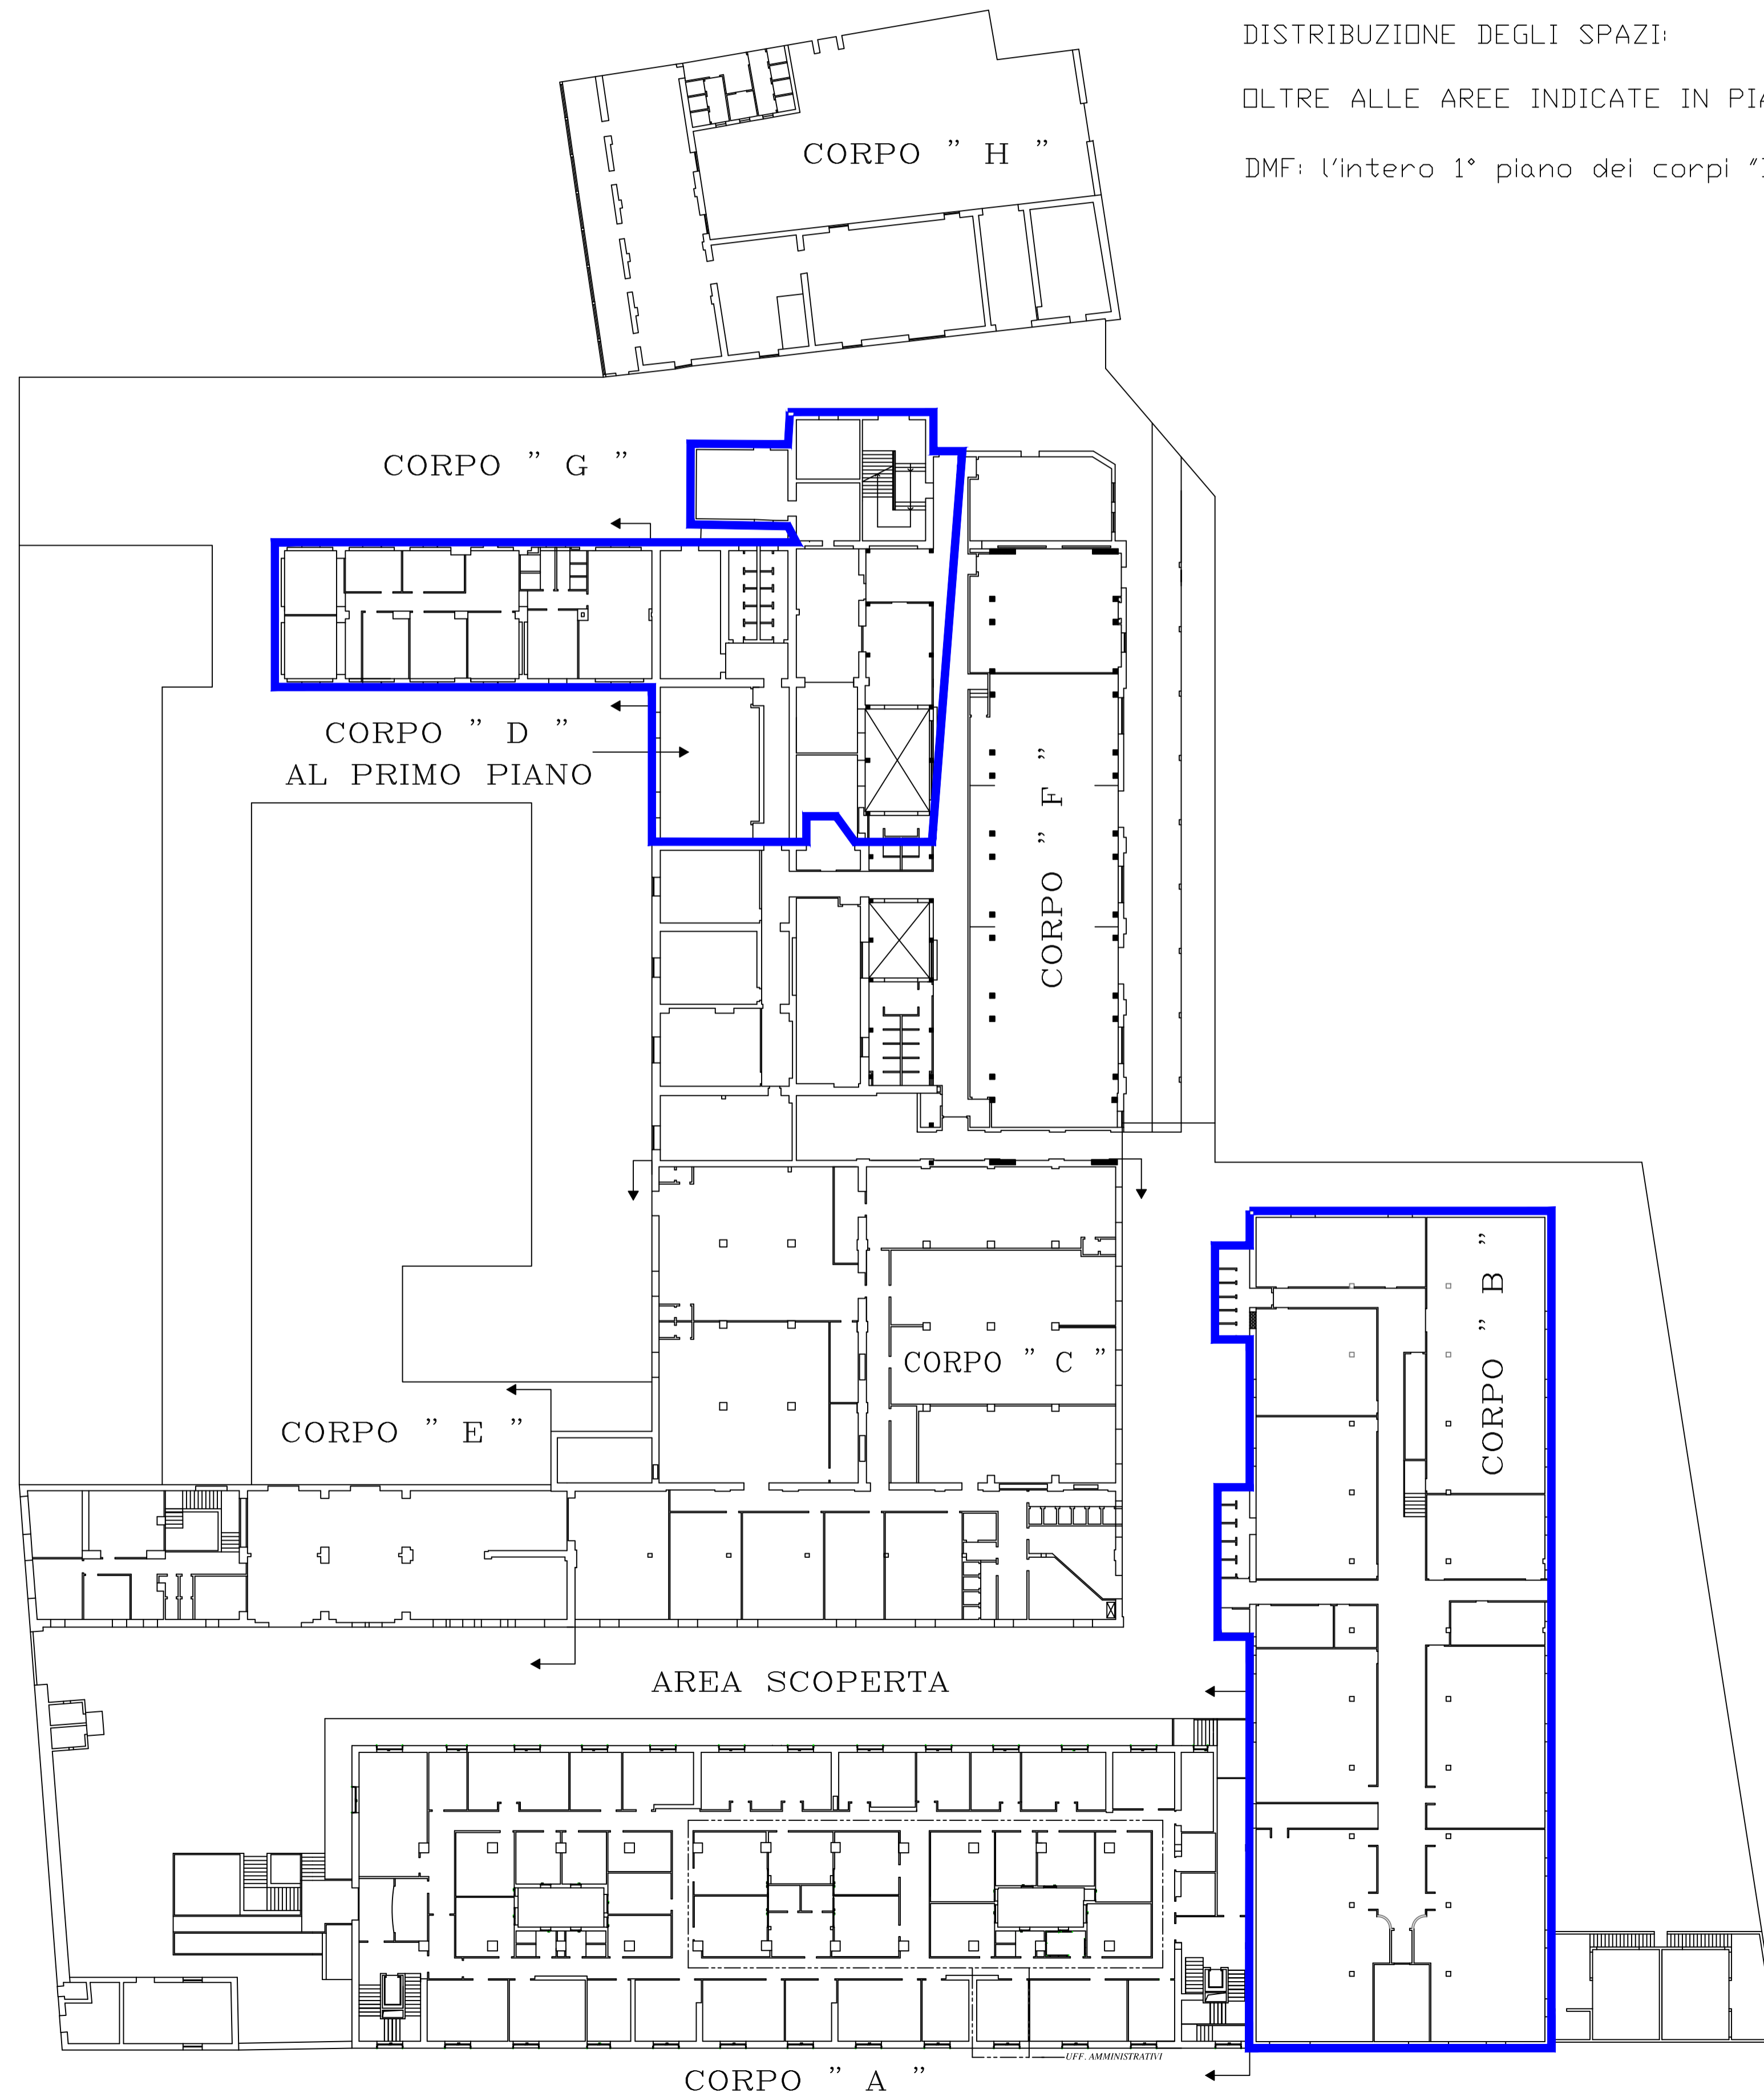 DISTRIBUZIONE DEGLI SPAZI:
OLTRE ALLE AREE INDICATE IN
DMF: l'intero 1° piano dei corpi
CORPO " H "
CORPO " G "
CORPO " D "
AL PRIMO PIANO
CORPO " F "
CORPO " B "
CORPO " C "
CORPO " E "
AREA SCOPERTA
UFF. AMMINISTRATIVI
CORPO " A "